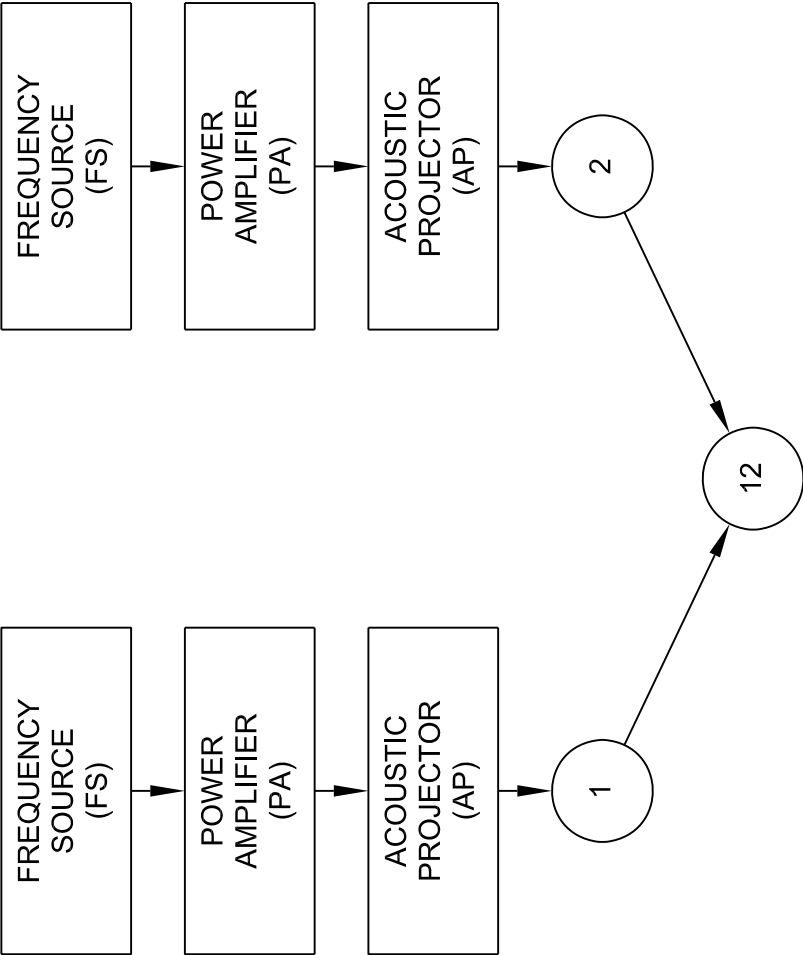 FREQUENCY
SOURCE
(FS)
POWER
AMPLIFIER
(PA)
ACOUSTIC
PROJECTOR
(AP)
1
FREQUENCY
SOURCE
(FS)
POWER
AMPLIFIER
(PA)
ACOUSTIC
PROJECTOR
(AP)
2
12